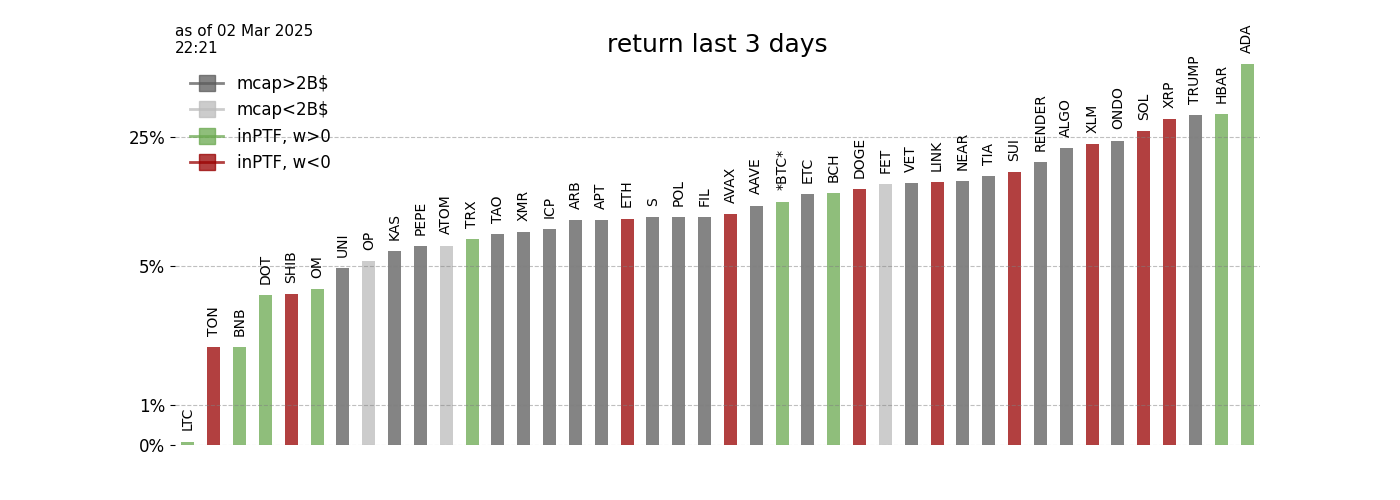 as of 02 Mar 2025
22:21
return last 3 days
mcap>2B$
mcap<2B$
inPTF, w>0
inPTF, w<0
25%
5%
1%
0%
LTC
TON
BNB
DOT
SHIB
OM
UNI
OP
KAS
PEPE
ATOM
TRX
TAO
XMR
ICP
ARB
APT
ETH
S
POL
FIL
AVAX
AAVE
*BTC*
ETC
BCH
DOGE
FET
VET
LINK
NEAR
TIA
SUI
RENDER
ALGO
XLM
ONDO
SOL
XRP
TRUMP
HBAR
ADA